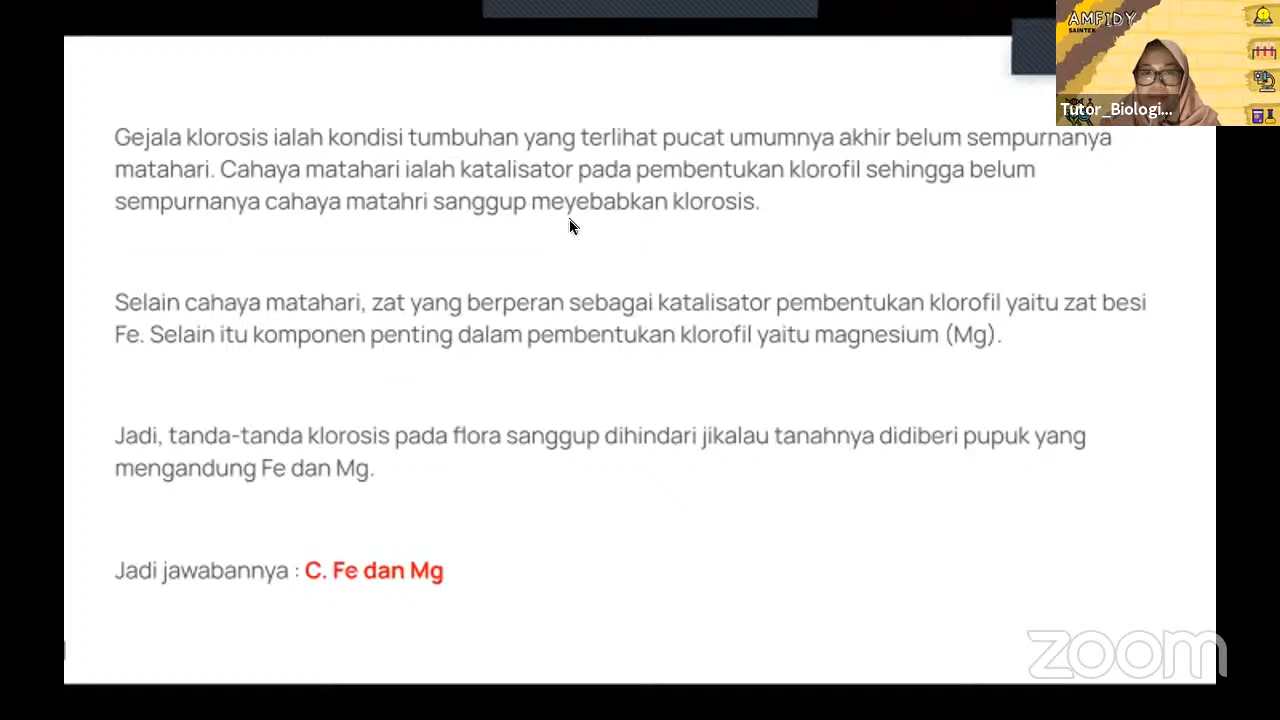 AMFIDY
SAINTEK
Tutor_Biologi...
Gejala klorosis ialah kondisi tumbuhan yang terlihat pucat umumnya akhir belum sempurnanya
matahari. Cahaya matahari ialah katalisator pada pembentukan klorofil sehingga belum
sempurnanya cahaya matahri sanggup meyebabkan klorosis.
Selain cahaya matahari, zat yang berperan sebagai katalisator pembentukan klorofil yaitu zat besi
Fe. Selain itu komponen penting dalam pembentukan klorofil yaitu magnesium (Mg).
Jadi, tanda-tanda klorosis pada flora sanggup dihindari jikalau tanahnya didiberi pupuk yang
mengandung Fe dan Mg.
Jadi jawabannya : C. Fe dan Mg
zoom